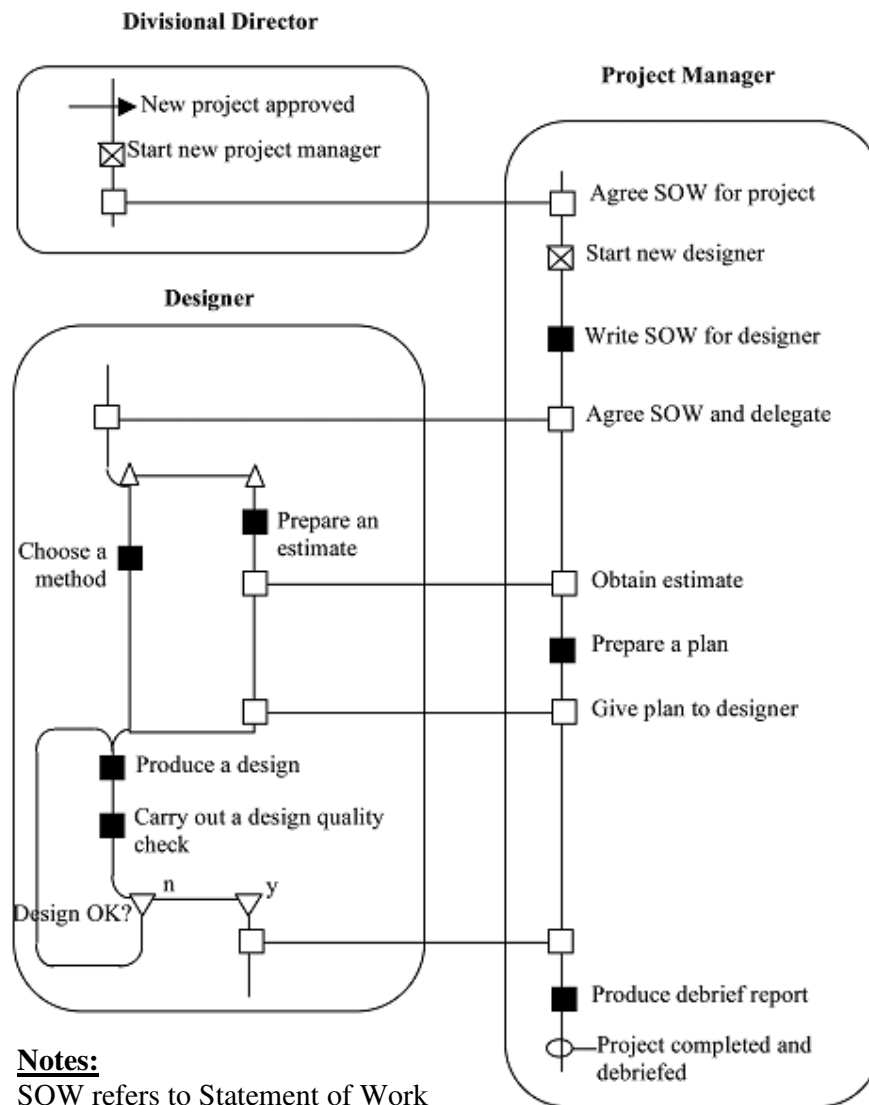 Divisional Director
New project approved
Start new project manager
Project Manager
Agree SOW for project
Start new designer
Write SOW for designer
Agree SOW and delegate
Obtain estimate
Prepare a plan
Give plan to designer
Produce debrief report
Project completed and
debriefed
Designer
Prepare an
estimate
Choose a
method
Produce a design
Carry out a design quality
check
n
y
Design OK?
Notes:
SOW refers to Statement of Work